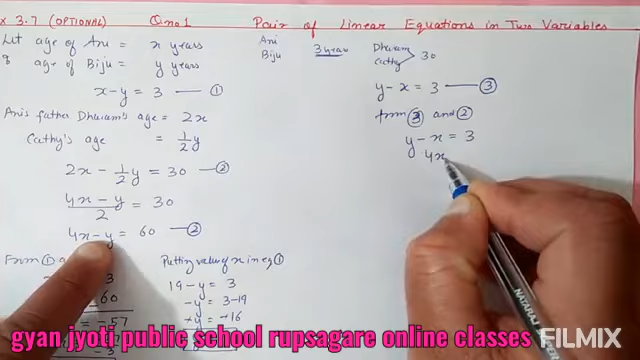 x 3.7 (OPTIONAL) Qno1 Pair of Linear Equations in Two Variables
Let age of Ani = x years
& age of Biju = y years
x - y = 3 —①
Ani's father Dharam's age = 2x
Cathy's age = 1/2 y
2x - 1/2 y = 30 —②
4x - y / 2 = 30
4x - y = 60 —②
From ① a
3
60
= -57
-3
Putting value of x in eq ①
19 - y = 3
-y = 3-19
+y = +16
Ani
Biju
3 years
Dharam
Cathy
30
y - x = 3 —③
from ③ and ②
y - x = 3
4x
gyan jyoti public school rupsagare online classes
FILMIX